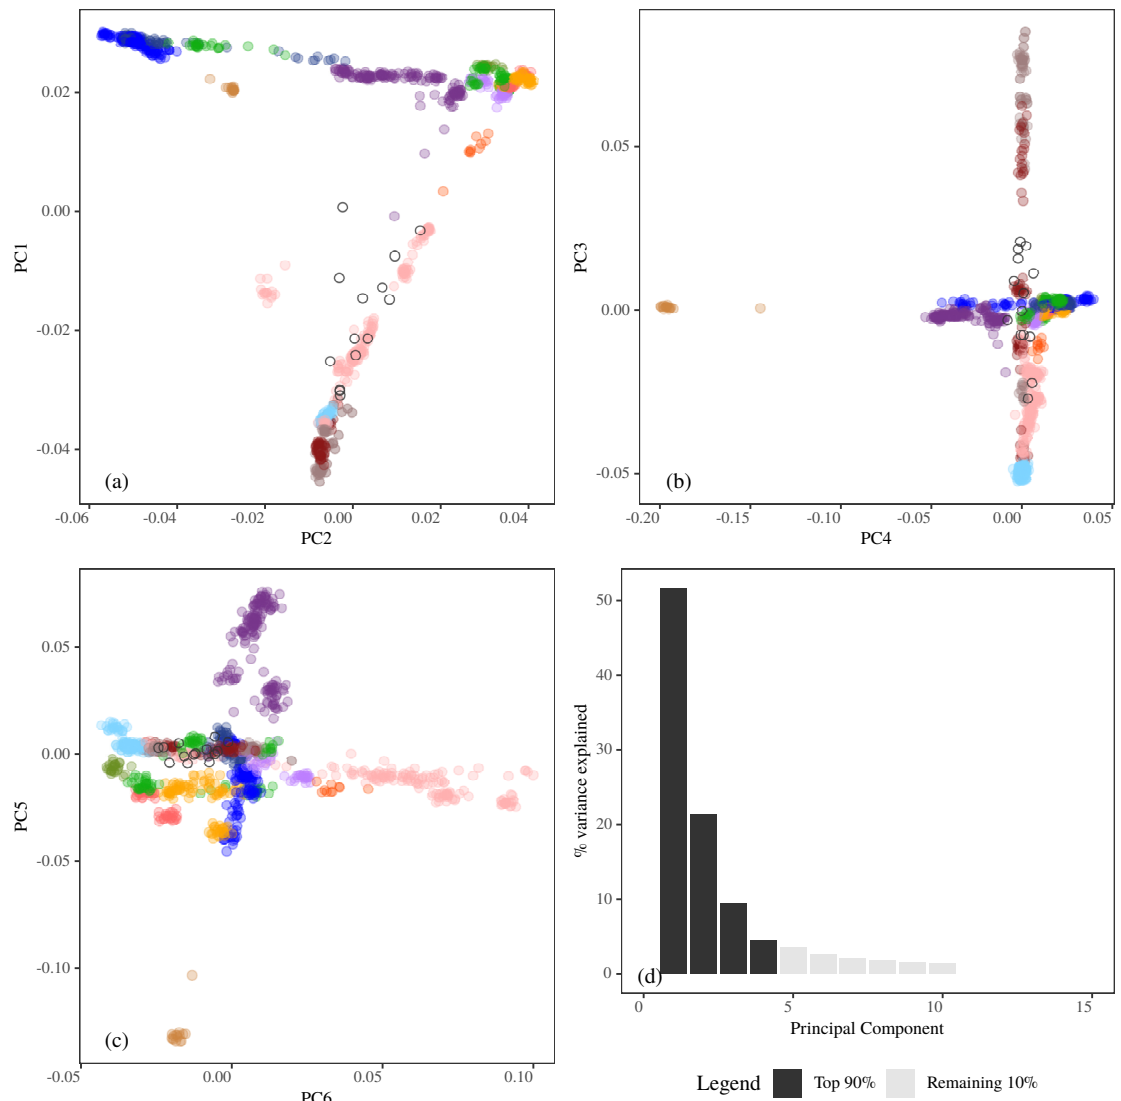 0.02
0.00
-0.02
-0.04
PC1
(a)
-0.06
-0.04
-0.02
0.00
0.02
0.04
PC2
0.05
0.00
-0.05
PC3
(b)
-0.20
-0.15
-0.10
-0.05
0.00
0.05
PC4
0.05
0.00
-0.05
-0.10
PC5
(c)
-0.05
0.00
0.05
0.10
PC6
50
40
30
20
10
0
% variance explained
(d)
0
5
10
15
Principal Component
Legend Top 90% Remaining 10%